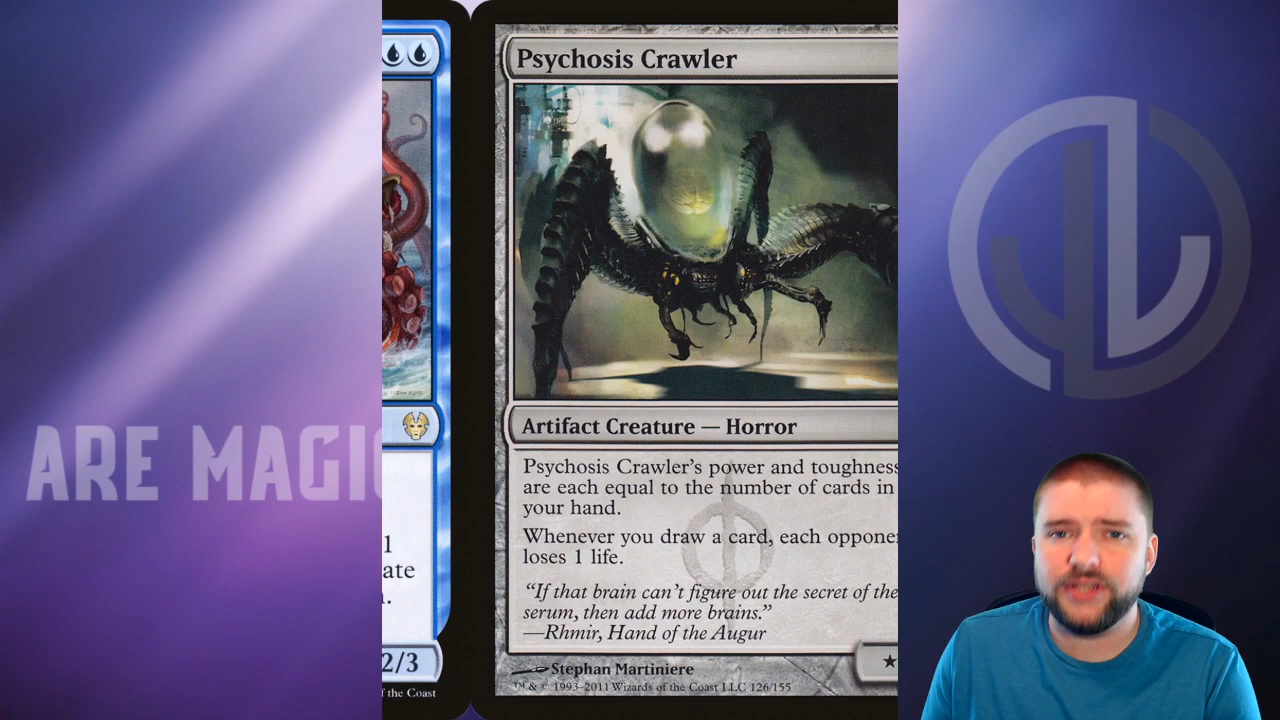 ARE MAGIC
1
ate
n.
2/3
f the Coast
Psychosis Crawler
Artifact Creature — Horror
Psychosis Crawler's power and toughness
are each equal to the number of cards in
your hand.
Whenever you draw a card, each opponen
loses 1 life.
"If that brain can't figure out the secret of the
serum, then add more brains."
—Rhmir, Hand of the Augur
Stephan Martiniere
™ & © 1993–2011 Wizards of the Coast LLC 126/155